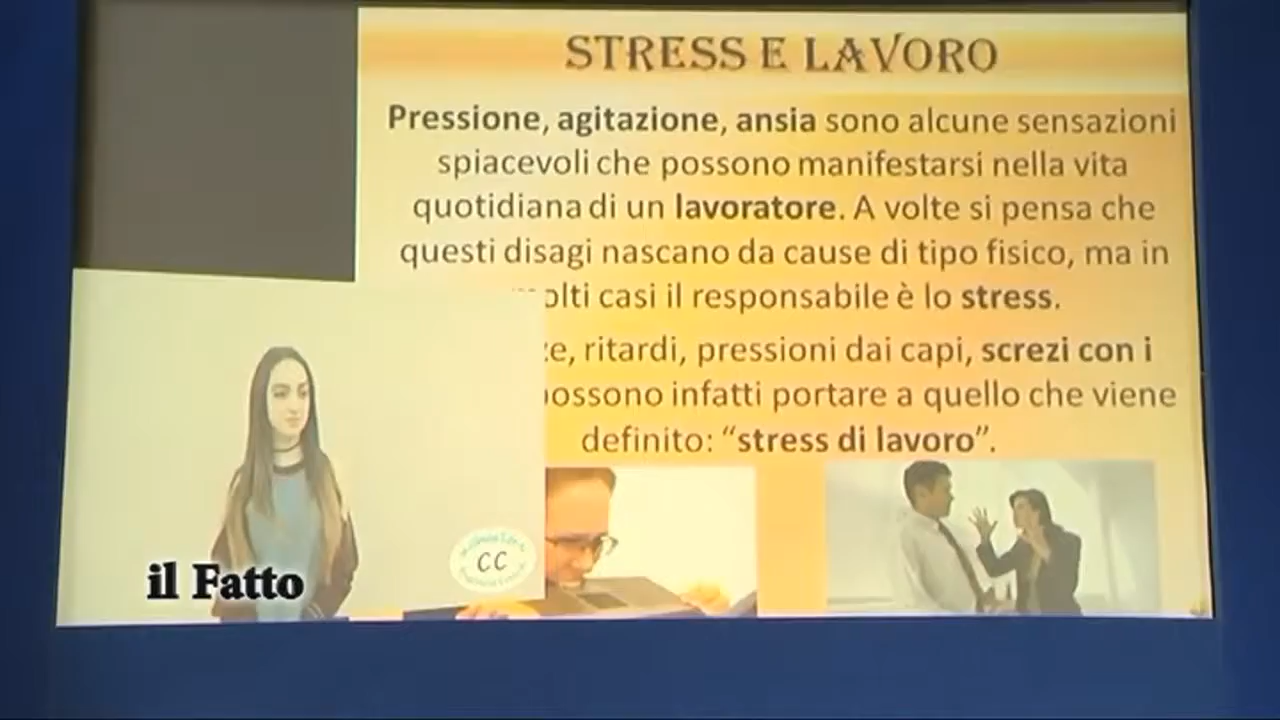 STRESS E LAVORO
Pressione, agitazione, ansia sono alcune sensazioni
spiacevoli che possono manifestarsi nella vita
quotidiana di un lavoratore. A volte si pensa che
questi disagi nascano da cause di tipo fisico, ma in
casi il responsabile è lo stress.
ritardi, pressioni dai capi, screzi con i
possono infatti portare a quello che viene
definito: “stress di lavoro”.
CC
il Fatto